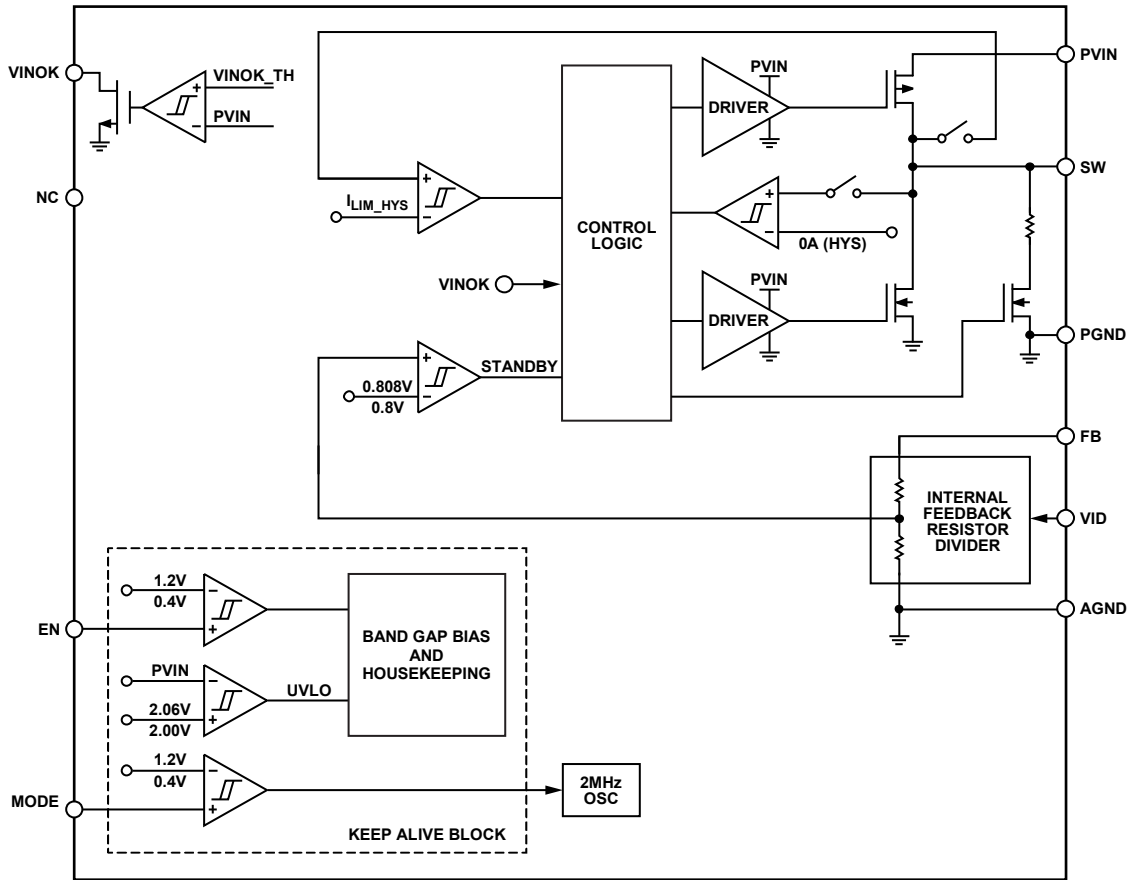 PVIN
VINOK
VINOK_TH
PVIN
PVIN
DRIVER
NC
SW
I_LIM_HYS
CONTROL
LOGIC
0A (HYS)
VINOK
PVIN
DRIVER
PGND
STANDBY
0.808V
0.8V
FB
INTERNAL
FEEDBACK
RESISTOR
DIVIDER
VID
AGND
1.2V
0.4V
EN
BAND GAP BIAS
AND
HOUSEKEEPING
PVIN
UVLO
2.06V
2.00V
1.2V
0.4V
MODE
2MHz
OSC
KEEP ALIVE BLOCK